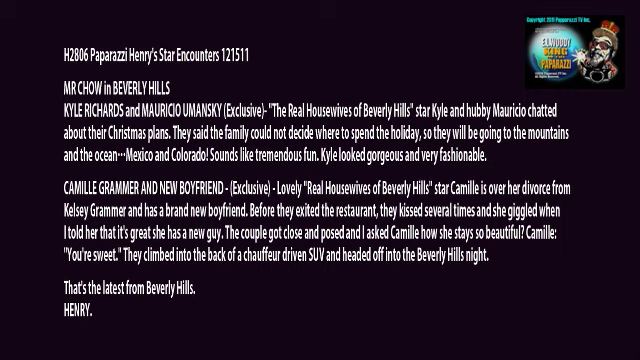 Copyright 2011 Papparazzi TV Inc.
ELWOODY
KING
PAPARAZZI
H2806 Paparazzi Henry's Star Encounters 121511
MR CHOW in BEVERLY HILLS
KYLE RICHARDS and MAURICIO UMANSKY (Exclusive)- "The Real Housewives of Beverly Hills" star Kyle and hubby Mauricio chatted
about their Christmas plans. They said the family could not decide where to spend the holiday, so they will be going to the mountains
and the ocean···Mexico and Colorado! Sounds like tremendous fun. Kyle looked gorgeous and very fashionable.
CAMILLE GRAMMER AND NEW BOYFRIEND - (Exclusive) - Lovely "Real Housewives of Beverly Hills" star Camille is over her divorce from
Kelsey Grammer and has a brand new boyfriend. Before they exited the restaurant, they kissed several times and she giggled when
I told her that it's great she has a new guy. The couple got close and posed and I asked Camille how she stays so beautiful? Camille:
"You're sweet." They climbed into the back of a chauffeur driven SUV and headed off into the Beverly Hills night.
That's the latest from Beverly Hills.
HENRY.